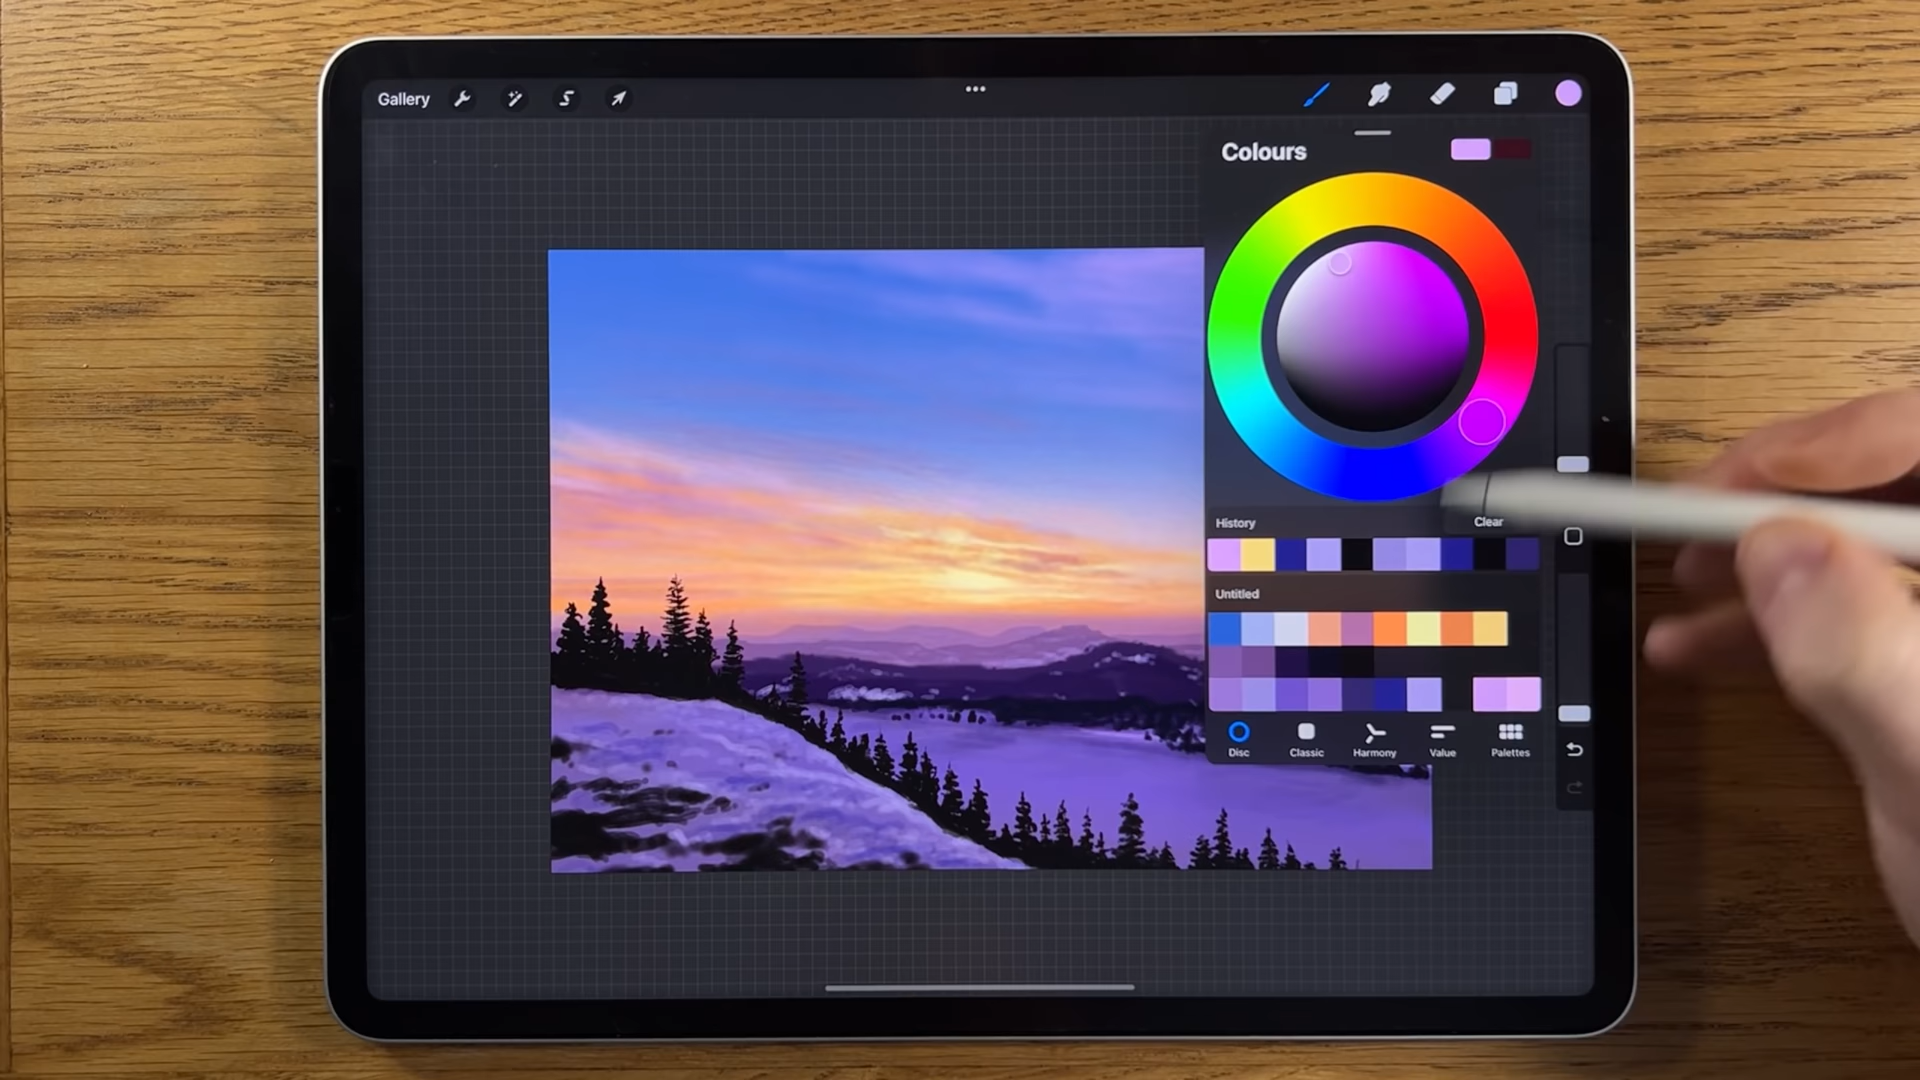 Gallery
Colours
History
Clear
Untitled
Disc
Classic
Harmony
Value
Palettes